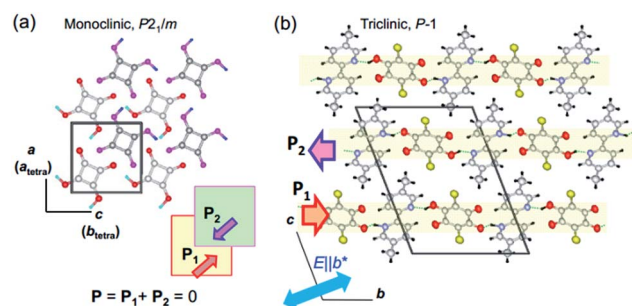 (a) Monoclinic, P2₁/m
a
(a_tetra)
c
(b_tetra)
P₂
P₁
P = P₁ + P₂ = 0
(b) Triclinic, P-1
P₂
P₁
c
E||b*
b